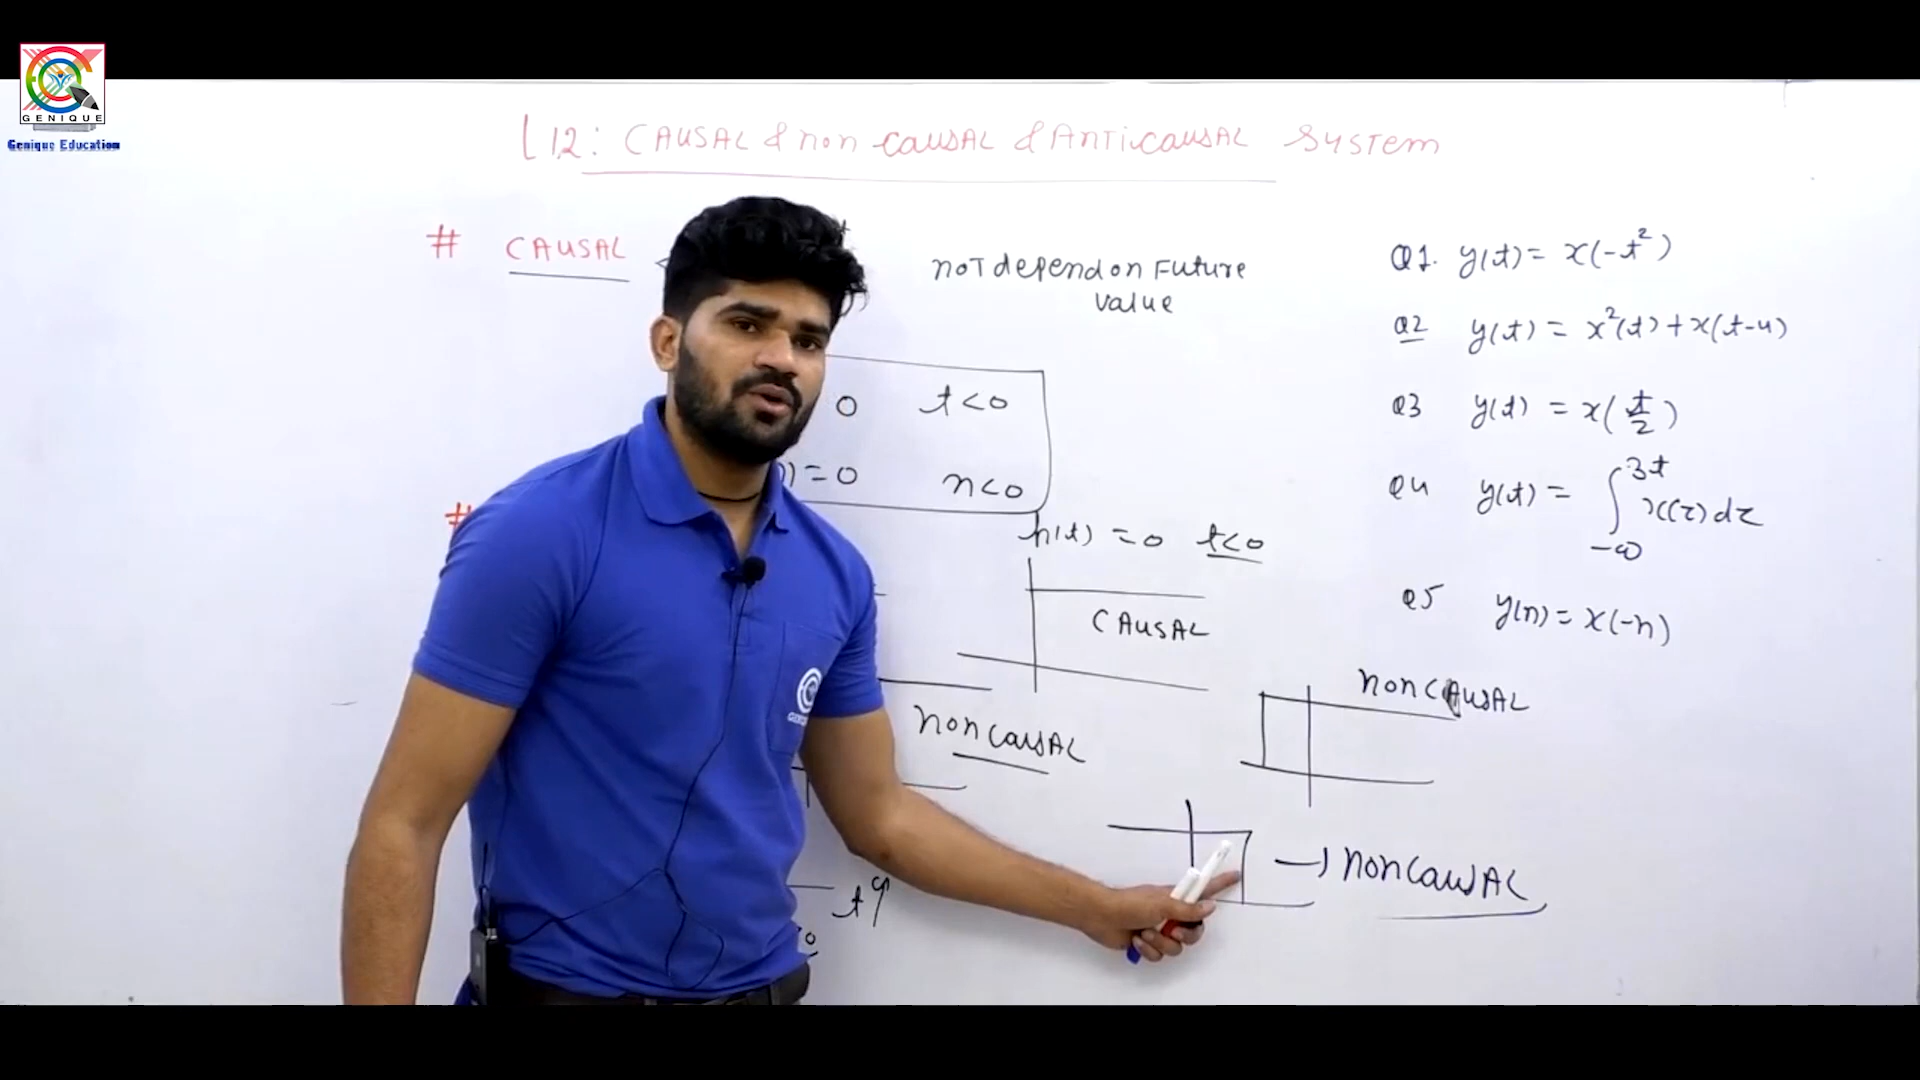 GENIQUE
Genique Education
L12: CAUSAL & non causal & ANTicausal System
# CAUSAL
noT depend on Future
value
0 t<0
)=0 n<0
#
h(t) = 0 t<0
CAUSAL
non causAL
nonCAUSAL
→ nonCausAL
Q1. y(t) = x(-t²)
Q2 y(t) = x²(t) + x(t-4)
Q3 y(t) = x(t/2)
Q4 y(t) = ∫_{-∞}^{3t} x(τ) dτ
Q5 y(n) = x(-n)